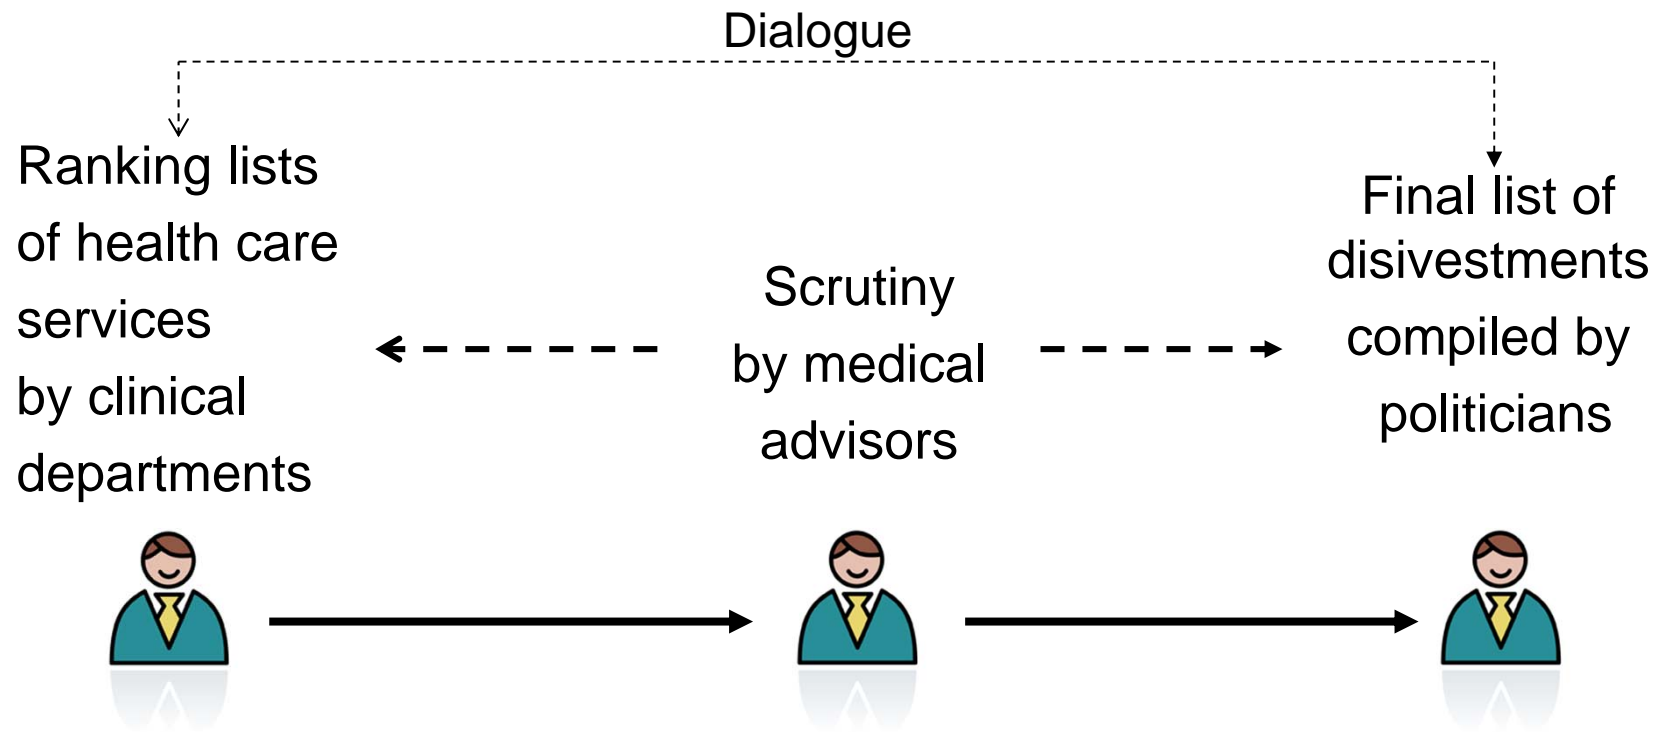 Dialogue
Ranking lists
of health care
services
by clinical
departments
Scrutiny
by medical
advisors
Final list of
disivestments
compiled by
politicians